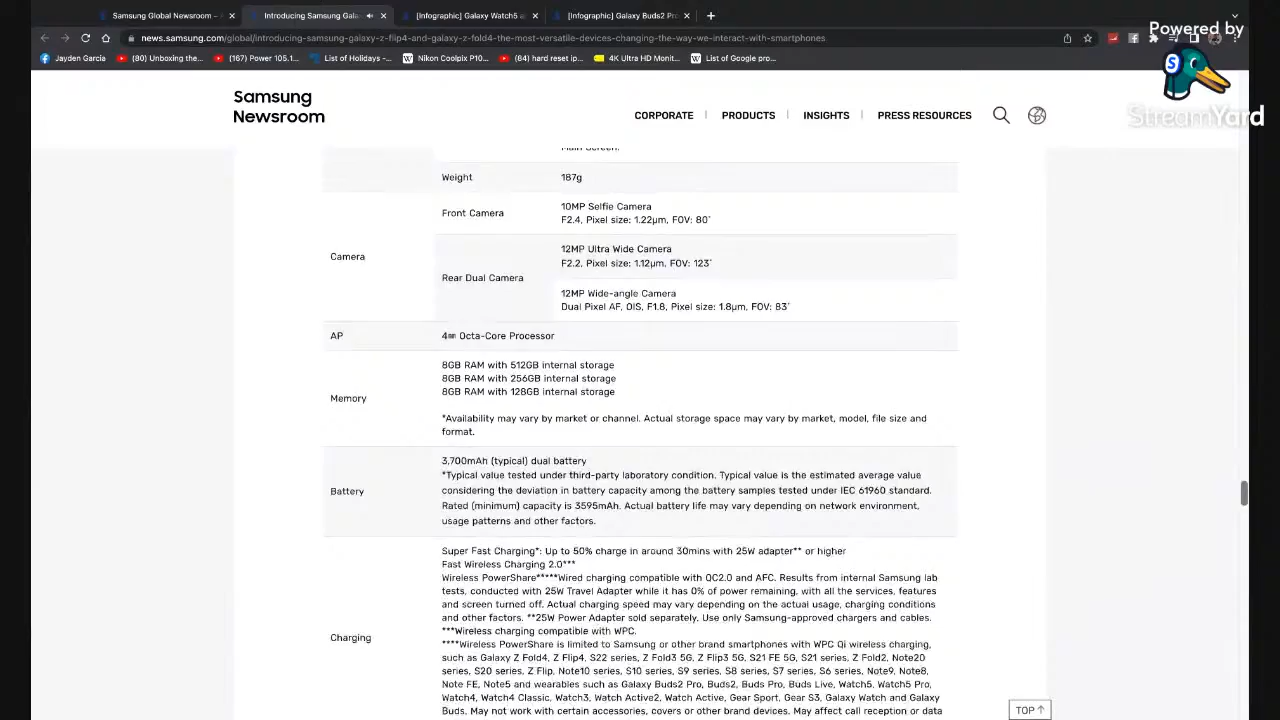 Samsung Global Newsroom –
Introducing Samsung Gala
[Infographic] Galaxy Watch5 a
[Infographic] Galaxy Buds2 Pro
news.samsung.com/global/introducing-samsung-galaxy-z-flip4-and-galaxy-z-fold4-the-most-versatile-devices-changing-the-way-we-interact-with-smartphones
Powered by
StreamYard
Jayden Garcia
(80) Unboxing the...
(167) Power 105.1...
List of Holidays -...
Nikon Coolpix P10...
(84) hard reset ip...
4K Ultra HD Monit...
List of Google pro...
Samsung
Newsroom
CORPORATE
PRODUCTS
INSIGHTS
PRESS RESOURCES
Main Screen.
Weight
187g
Camera
Front Camera
10MP Selfie Camera
F2.4, Pixel size: 1.22μm, FOV: 80˚
Rear Dual Camera
12MP Ultra Wide Camera
F2.2, Pixel size: 1.12μm, FOV: 123˚
12MP Wide-angle Camera
Dual Pixel AF, OIS, F1.8, Pixel size: 1.8μm, FOV: 83˚
AP
4㎚ Octa-Core Processor
Memory
8GB RAM with 512GB internal storage
8GB RAM with 256GB internal storage
8GB RAM with 128GB internal storage
*Availability may vary by market or channel. Actual storage space may vary by market, model, file size and
format.
Battery
3,700mAh (typical) dual battery
*Typical value tested under third-party laboratory condition. Typical value is the estimated average value
considering the deviation in battery capacity among the battery samples tested under IEC 61960 standard.
Rated (minimum) capacity is 3595mAh. Actual battery life may vary depending on network environment,
usage patterns and other factors.
Charging
Super Fast Charging*: Up to 50% charge in around 30mins with 25W adapter** or higher
Fast Wireless Charging 2.0***
Wireless PowerShare*****Wired charging compatible with QC2.0 and AFC. Results from internal Samsung lab
tests, conducted with 25W Travel Adapter while it has 0% of power remaining, with all the services, features
and screen turned off. Actual charging speed may vary depending on the actual usage, charging conditions
and other factors. **25W Power Adapter sold separately. Use only Samsung-approved chargers and cables.
***Wireless charging compatible with WPC.
****Wireless PowerShare is limited to Samsung or other brand smartphones with WPC Qi wireless charging,
such as Galaxy Z Fold4, Z Flip4, S22 series, Z Fold3 5G, Z Flip3 5G, S21 FE 5G, S21 series, Z Fold2, Note20
series, S20 series, Z Flip, Note10 series, S10 series, S9 series, S8 series, S7 series, S6 series, Note9, Note8,
Note FE, Note5 and wearables such as Galaxy Buds2 Pro, Buds2, Buds Pro, Buds Live, Watch5, Watch5 Pro,
Watch4, Watch4 Classic, Watch3, Watch Active2, Watch Active, Gear Sport, Gear S3, Galaxy Watch and Galaxy
Buds. May not work with certain accessories, covers or other brand devices. May affect call reception or data
TOP ↑